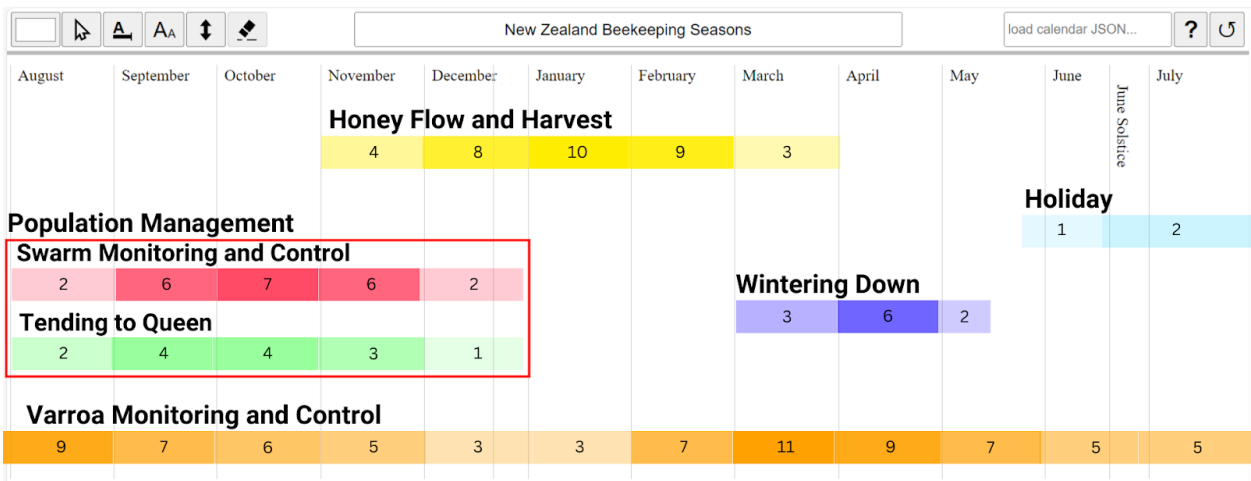 A AA New Zealand Beekeeping Seasons load calendar JSON... ? ↺
August September October November December January February March April May June July
June Solstice
Honey Flow and Harvest
4 8 10 9 3
Holiday
1 2
Population Management
Swarm Monitoring and Control
2 6 7 6 2
Wintering Down
3 6 2
Tending to Queen
2 4 4 3 1
Varroa Monitoring and Control
9 7 6 5 3 3 7 11 9 7 5 5